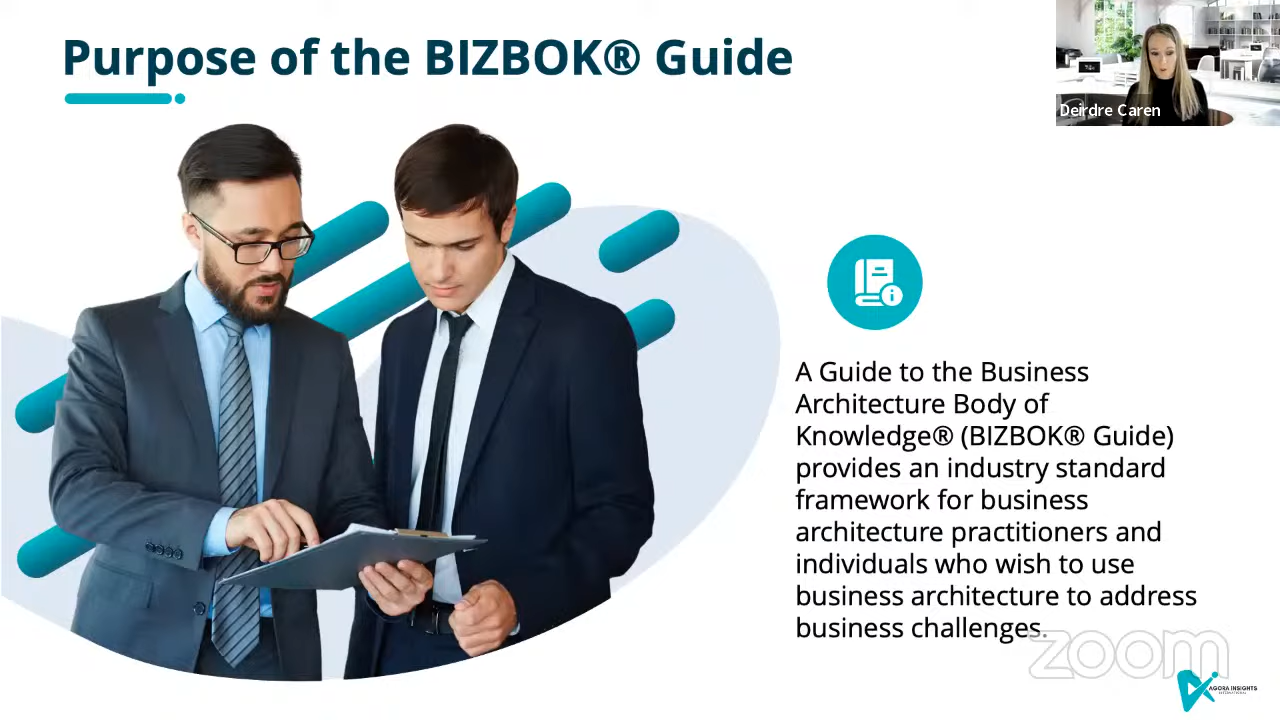 Purpose of the BIZBOK® Guide
Deirdre Caren
A Guide to the Business
Architecture Body of
Knowledge® (BIZBOK® Guide)
provides an industry standard
framework for business
architecture practitioners and
individuals who wish to use
business architecture to address
business challenges.
zoom
AGORA INSIGHTS
INTERNATIONAL